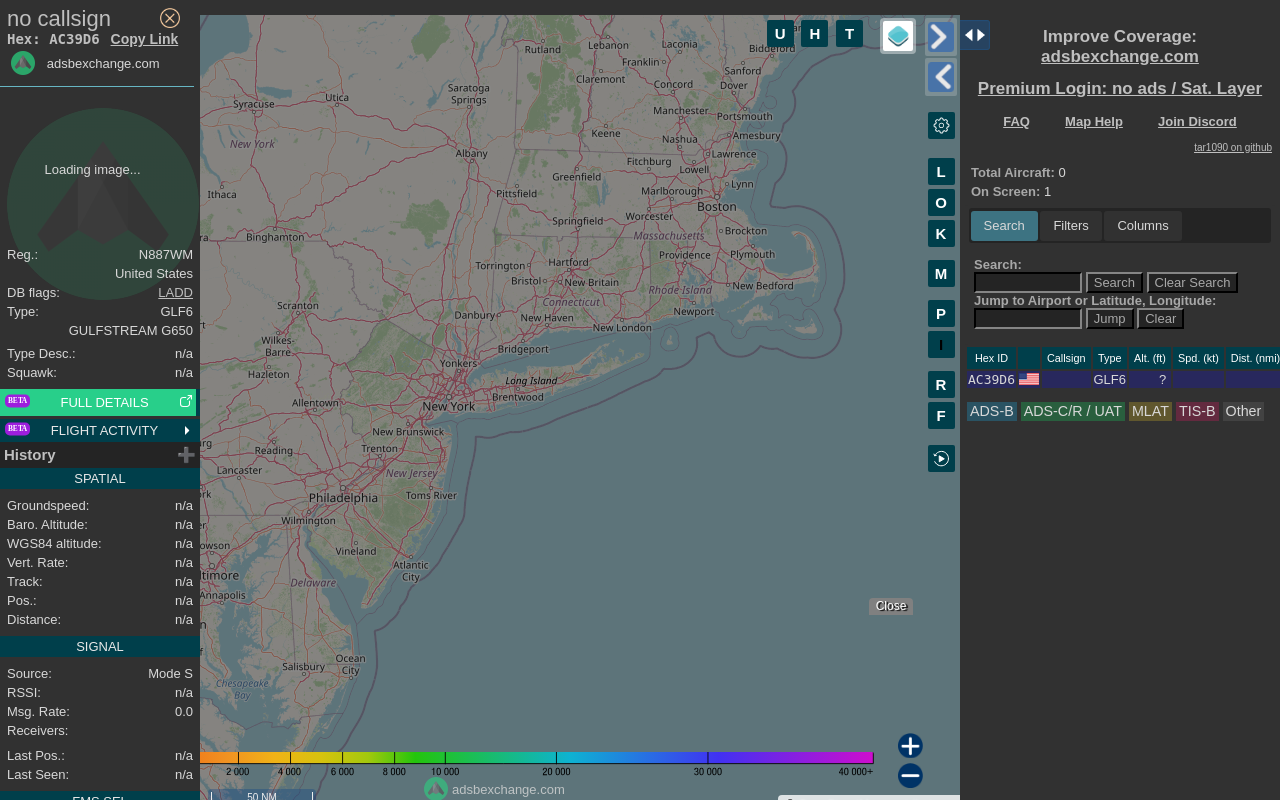 no callsign
Hex: AC39D6 Copy Link
adsbexchange.com
Loading image...
Reg.: N887WM
United States
DB flags: LADD
Type: GLF6
GULFSTREAM G650
Type Desc.: n/a
Squawk: n/a
BETA FULL DETAILS
BETA FLIGHT ACTIVITY
History
SPATIAL
Groundspeed: n/a
Baro. Altitude: n/a
WGS84 altitude: n/a
Vert. Rate: n/a
Track: n/a
Pos.: n/a
Distance: n/a
SIGNAL
Source: Mode S
RSSI: n/a
Msg. Rate: 0.0
Receivers:
Last Pos.: n/a
Last Seen: n/a
U H T
Rutland
Lebanon
Laconia
Biddeford
Franklin
Claremont
Sanford
Concord
Dover
Saratoga
Springs
Utica
Syracuse
Manchester
Portsmouth
Keene
Nashua
Amesbury
New York
Albany
Fitchburg
Lawrence
Lowell
Greenfield
Ithaca
Pittsfield
Marlborough
Lynn
Boston
Worcester
Springfield
Binghamton
Massachusetts
Brockton
Torrington
Hartford
Providence
Plymouth
Bristol
New Britain
Rhode Island
New Bedford
Scranton
Connecticut
Danbury
New Haven
Newport
New London
Wilkes-
Barre
Bridgeport
Yonkers
Hazleton
Long Island
Brentwood
Allentown
New York
New Brunswick
Reading
Trenton
Lancaster
New Jersey
Philadelphia
Toms River
Wilmington
Vineland
Atlantic
City
Annapolis
Delaware
Ocean
City
Salisbury
Chesapeake
Bay
L
O
K
M
P
I
R
F
Close
2 000 4 000 6 000 8 000 10 000 20 000 30 000 40 000+
adsbexchange.com
50 NM
Improve Coverage:
adsbexchange.com
Premium Login: no ads / Sat. Layer
FAQ Map Help Join Discord
tar1090 on github
Total Aircraft: 0
On Screen: 1
Search Filters Columns
Search:
Search Clear Search
Jump to Airport or Latitude, Longitude:
Jump Clear
Hex ID Callsign Type Alt. (ft) Spd. (kt) Dist. (nmi)
AC39D6 GLF6 ?
ADS-B ADS-C/R / UAT MLAT TIS-B Other